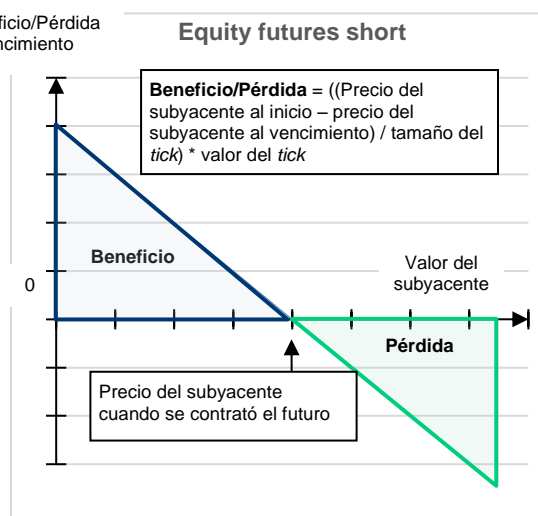 ficio/Pérdida
ncimiento
Equity futures short
Beneficio/Pérdida = ((Precio del
subyacente al inicio – precio del
subyacente al vencimiento) / tamaño del
tick) * valor del tick
Beneficio
Valor del
subyacente
0
Pérdida
Precio del subyacente
cuando se contrató el futuro